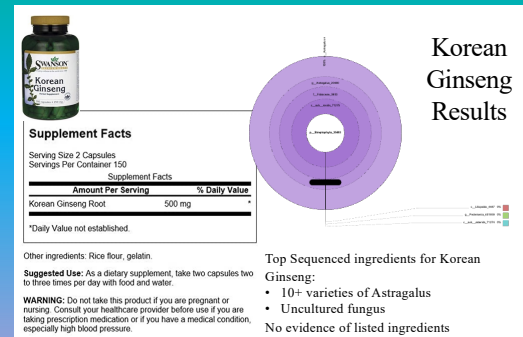 Korean
Ginseng
Results
SWANSON
Korean
Ginseng
Supplement Facts
Serving Size 2 Capsules
Servings Per Container 150
Supplement Facts
Amount Per Serving % Daily Value
Korean Ginseng Root 500 mg *
*Daily Value not established.
Other ingredients: Rice flour, gelatin.
Suggested Use: As a dietary supplement, take two capsules two
to three times per day with food and water.
WARNING: Do not take this product if you are pregnant or
nursing. Consult your healthcare provider before use if you are
taking prescription medication or if you have a medical condition,
especially high blood pressure.
Top Sequenced ingredients for Korean
Ginseng:
• 10+ varieties of Astragalus
• Uncultured fungus
No evidence of listed ingredients